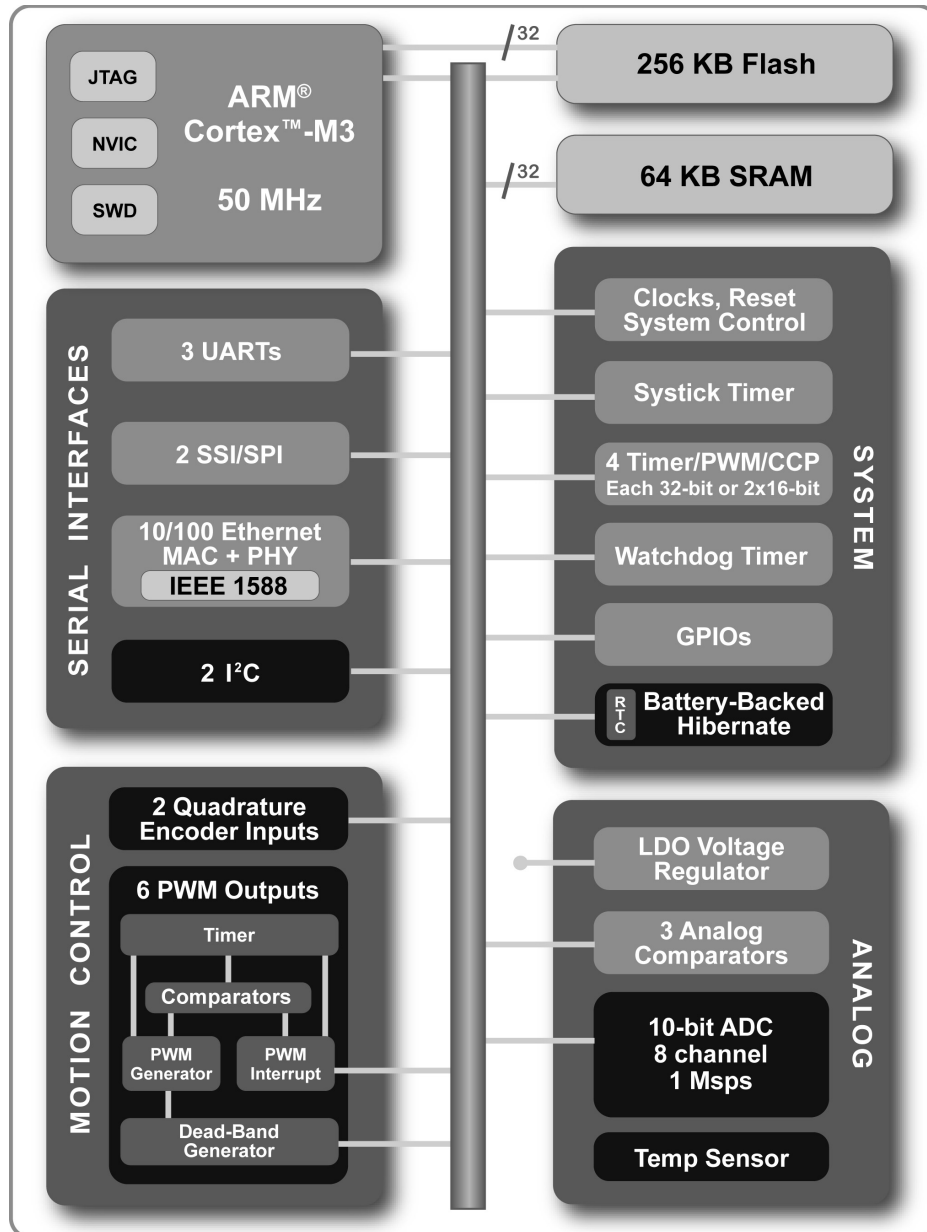 JTAG
NVIC
SWD
ARM®
Cortex™-M3
50 MHz
32
256 KB Flash
32
64 KB SRAM
SERIAL INTERFACES
3 UARTs
2 SSI/SPI
10/100 Ethernet
MAC + PHY
IEEE 1588
2 I²C
SYSTEM
Clocks, Reset
System Control
Systick Timer
4 Timer/PWM/CCP
Each 32-bit or 2x16-bit
Watchdog Timer
GPIOs
RTC
Battery-Backed
Hibernate
MOTION CONTROL
2 Quadrature
Encoder Inputs
6 PWM Outputs
Timer
Comparators
PWM
Generator
PWM
Interrupt
Dead-Band
Generator
ANALOG
LDO Voltage
Regulator
3 Analog
Comparators
10-bit ADC
8 channel
1 Msps
Temp Sensor